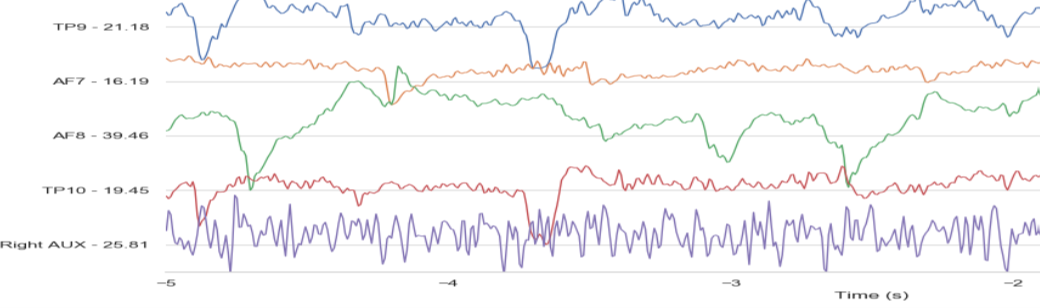 TP9 - 21.18
AF7 - 16.19
AF8 - 39.46
TP10 - 19.45
Right AUX - 25.81
−5 −4 −3 −2
Time (s)